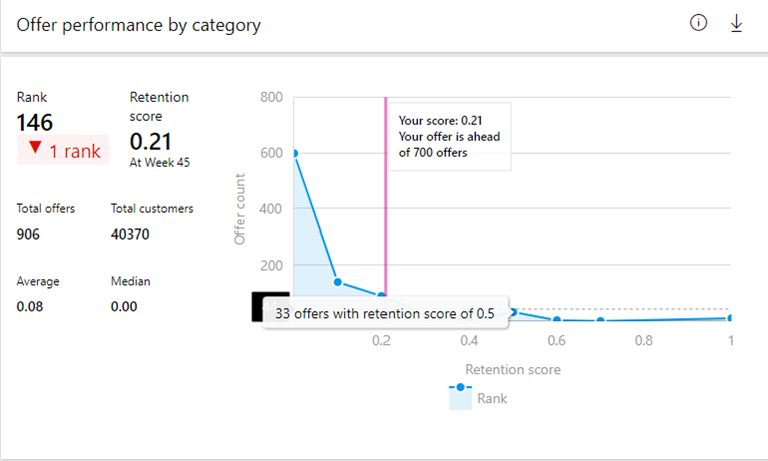 Offer performance by category
Rank
146
▼ 1 rank
Retention
score
0.21
At Week 45
Total offers
906
Total customers
40370
Average
0.08
Median
0.00
Offer count
800
600
400
200
Your score: 0.21
Your offer is ahead
of 700 offers
33 offers with retention score of 0.5
0.2
0.4
0.6
0.8
1
Retention score
Rank